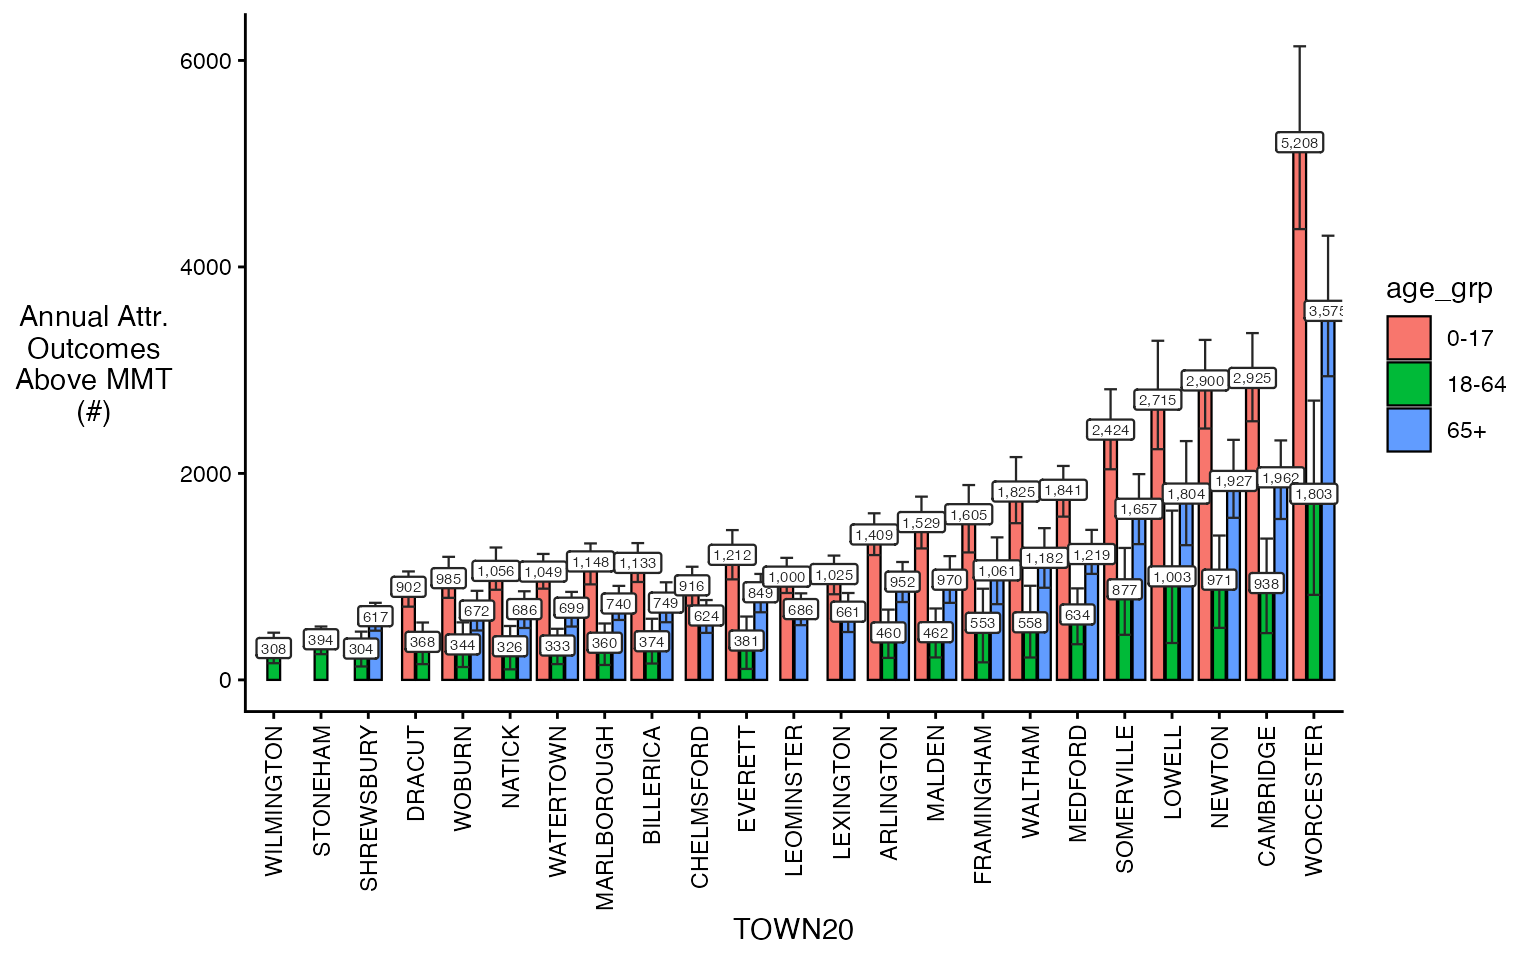 6000
4000
2000
0
Annual Attr.
Outcomes
Above MMT
(#)
308
394
304
617
902
368
985
344
672
1,056
326
686
1,049
333
699
1,148
360
740
1,133
374
749
916
624
1,212
381
849
1,000
686
1,025
661
1,409
460
952
1,529
462
970
1,605
553
1,061
1,825
558
1,182
1,841
634
1,219
2,424
877
1,657
2,715
1,003
1,804
2,900
971
1,927
2,925
938
1,962
5,208
1,803
3,575
WILMINGTON
STONEHAM
SHREWSBURY
DRACUT
WOBURN
NATICK
WATERTOWN
MARLBOROUGH
BILLERICA
CHELMSFORD
EVERETT
LEOMINSTER
LEXINGTON
ARLINGTON
MALDEN
FRAMINGHAM
WALTHAM
MEDFORD
SOMERVILLE
LOWELL
NEWTON
CAMBRIDGE
WORCESTER
TOWN20
age_grp
0-17
18-64
65+